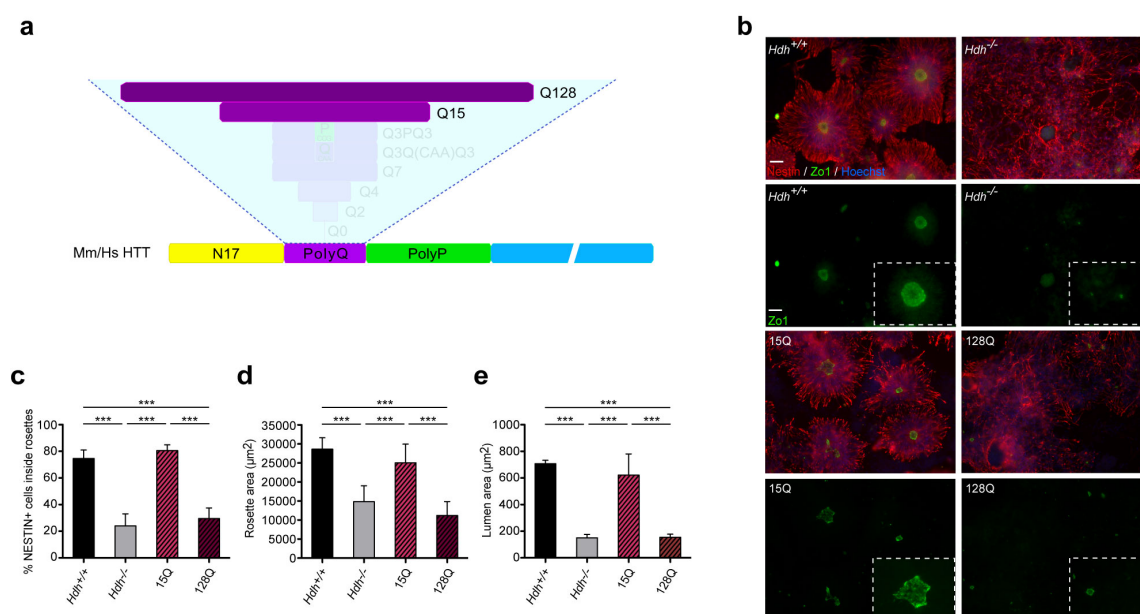 a
Q128
Q15
P
Q3PQ3
Q3Q(CAA)Q3
Q7
Q4
Q2
Q0
Mm/Hs HTT
N17
PolyQ
PolyP
b
Hdh+/+
Hdh-/-
Nestin / Zo1 / Hoechst
Hdh+/+
Hdh-/-
Zo1
15Q
128Q
15Q
128Q
c
***
*** *** ***
% NESTIN+ cells inside rosettes
100
80
60
40
20
0
Hdh+/+
Hdh-/-
15Q
128Q
d
***
*** *** ***
Rosette area (µm2)
35000
30000
25000
20000
15000
10000
5000
0
Hdh+/+
Hdh-/-
15Q
128Q
e
***
*** *** ***
Lumen area (µm2)
1000
800
600
400
200
0
Hdh+/+
Hdh-/-
15Q
128Q